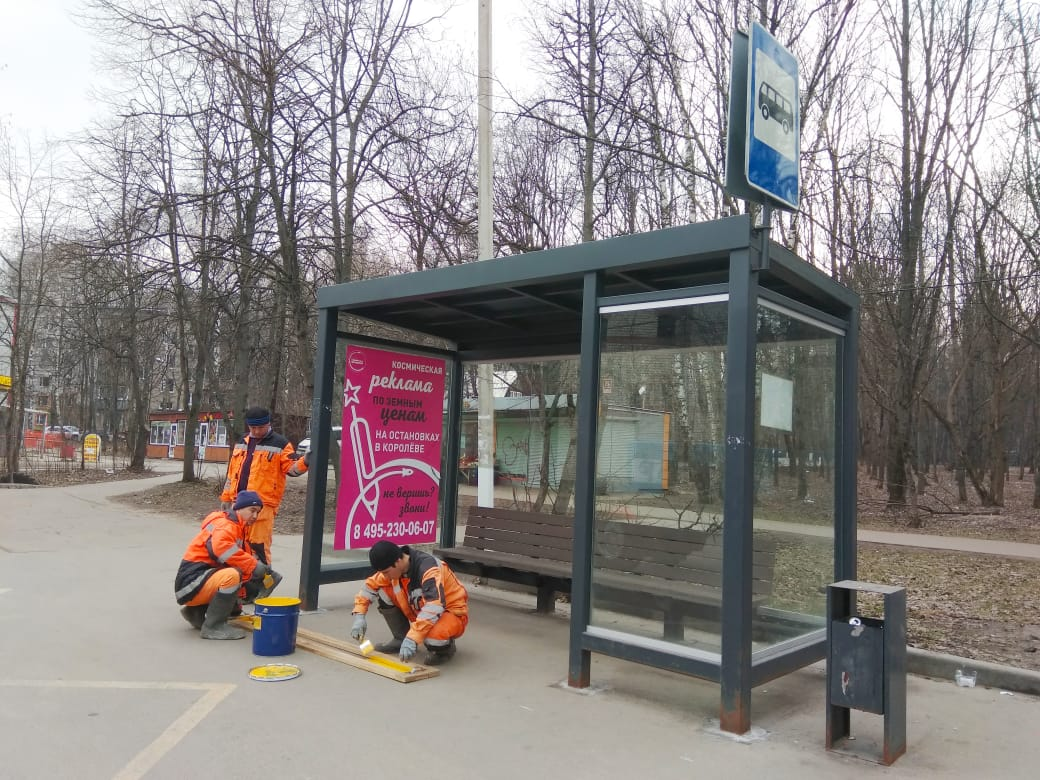 КОСМИЧЕСКАЯ
реклама
ПО ЗЕМНЫМ
ценам
НА ОСТАНОВКАХ
В КОРОЛЁВЕ
не веришь?
звони!
8 495-230-06-07